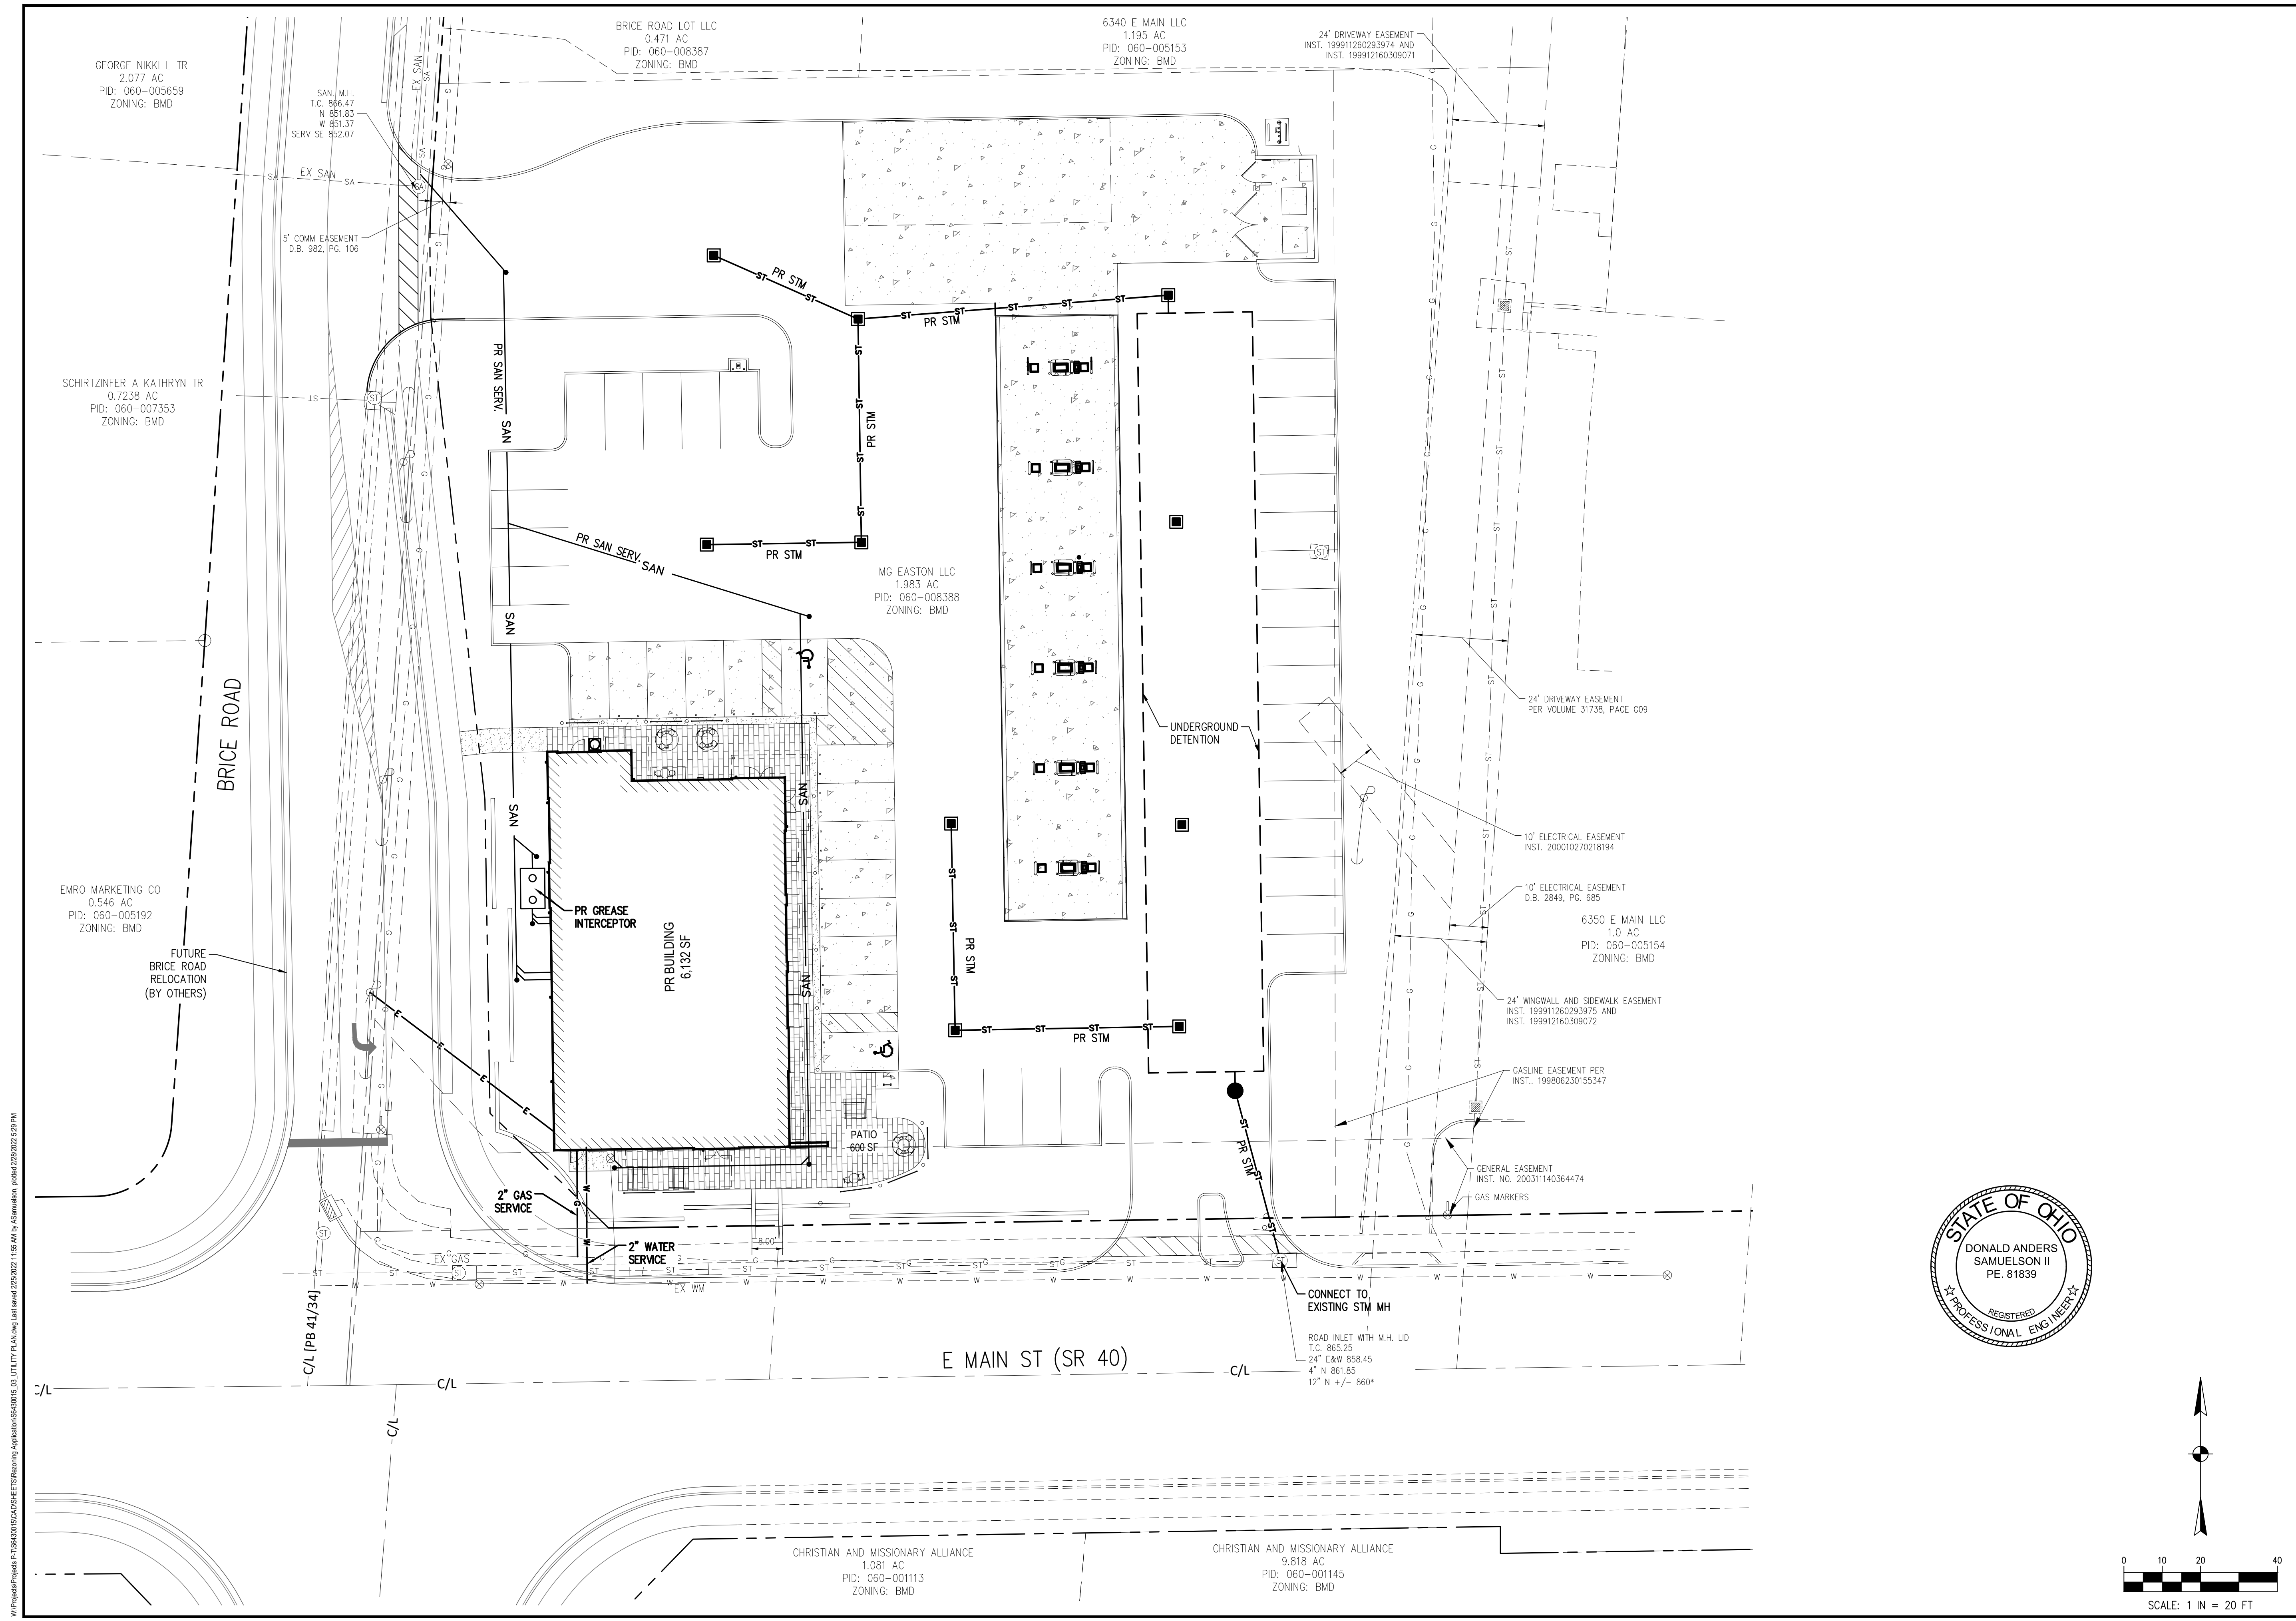 BRICE ROAD LOT LLC
0.471 AC
PID: 060-008387
ZONING: BMD
6340 E MAIN LLC
1.195 AC
PID: 060-005153
ZONING: BMD
24' DRIVEWAY EASEMENT
INST. 199911260293974 AND
INST. 199912160309071
GEORGE NIKKI L TR
2.077 AC
PID: 060-005659
ZONING: BMD
SAN. M.H.
T.C. 866.47
N 851.83
W 851.37
SERV SE 852.07
EX SAN
EX SAN
SA
SA
SA
5' COMM EASEMENT
D.B. 982, PG. 106
PR STM
PR STM
PR STM
PR STM
ST
ST
PR SAN SERV.
SAN
SCHIRTZINFER A KATHRYN TR
0.7238 AC
PID: 060-007353
ZONING: BMD
PR SAN SERV.
SAN
SAN
MG EASTON LLC
1.983 AC
PID: 060-008388
ZONING: BMD
BRICE ROAD
24' DRIVEWAY EASEMENT
PER VOLUME 31738, PAGE G09
UNDERGROUND
DETENTION
SAN
SAN
SAN
10' ELECTRICAL EASEMENT
INST. 200010270218194
10' ELECTRICAL EASEMENT
D.B. 2849, PG. 685
EMRO MARKETING CO
0.546 AC
PID: 060-005192
ZONING: BMD
PR GREASE
INTERCEPTOR
PR BUILDING
6,132 SF
6350 E MAIN LLC
1.0 AC
PID: 060-005154
ZONING: BMD
FUTURE
BRICE ROAD
RELOCATION
(BY OTHERS)
PR STM
PR STM
24' WINGWALL AND SIDEWALK EASEMENT
INST. 199911260293975 AND
INST. 199912160309072
E
E
E
E
GASLINE EASEMENT PER
INST.. 199806230155347
PATIO
600 SF
PR STM
GENERAL EASEMENT
INST. NO. 200311140364474
GAS MARKERS
2" GAS
SERVICE
2" WATER
SERVICE
8.00'
EX GAS
EX WM
C/L [PB 41/34]
CONNECT TO
EXISTING STM MH
ROAD INLET WITH M.H. LID
T.C. 865.25
24" E&W 858.45
4" N 861.85
12" N +/- 860*
E MAIN ST (SR 40)
C/L
C/L
C/L
C/L
CHRISTIAN AND MISSIONARY ALLIANCE
1.081 AC
PID: 060-001113
ZONING: BMD
CHRISTIAN AND MISSIONARY ALLIANCE
9.818 AC
PID: 060-001145
ZONING: BMD
STATE OF OHIO
DONALD ANDERS
SAMUELSON II
PE. 81839
REGISTERED
PROFESSIONAL ENGINEER
0 10 20 40
SCALE: 1 IN = 20 FT